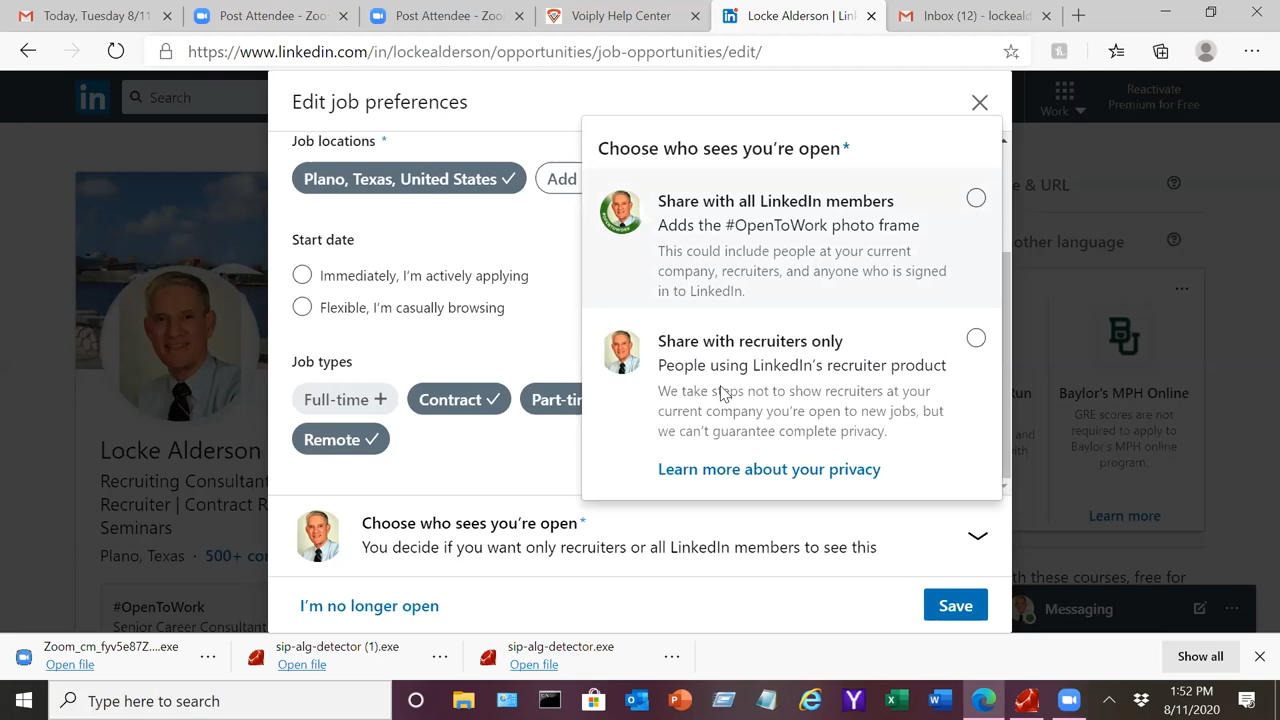 Today, Tuesday 8/11
Post Attendee - Zoo
Post Attendee - Zoo
Voiply Help Center
Locke Alderson | Lin
Inbox (12) - lockeald
https://www.linkedin.com/in/lockealderson/opportunities/job-opportunities/edit/
in
Search
Work
Reactivate
Premium for Free
Edit job preferences
Job locations *
Plano, Texas, United States
Add
Start date
Immediately, I'm actively applying
Flexible, I'm casually browsing
Job types
Full-time
Contract
Part-tim
Remote
Choose who sees you're open*
Share with all LinkedIn members
Adds the #OpenToWork photo frame
This could include people at your current
company, recruiters, and anyone who is signed
in to LinkedIn.
Share with recruiters only
People using LinkedIn's recruiter product
We take steps not to show recruiters at your
current company you're open to new jobs, but
we can't guarantee complete privacy.
Learn more about your privacy
Choose who sees you're open*
You decide if you want only recruiters or all LinkedIn members to see this
I'm no longer open
Save
Locke Alderson
Recruiting Consultan
Recruiter | Contract R
Seminars
Plano, Texas · 500+ co
#OpenToWork
Senior Career Consultant
& URL
other language
BU
Run
and
with
Baylor's MPH Online
GRE scores are not
required to apply to
Baylor's MPH online
program.
Learn more
th these courses, free for
Messaging
Zoom_cm_fyv5e87Z....exe
Open file
sip-alg-detector (1).exe
Open file
sip-alg-detector.exe
Open file
Show all
Type here to search
1:52 PM
8/11/2020